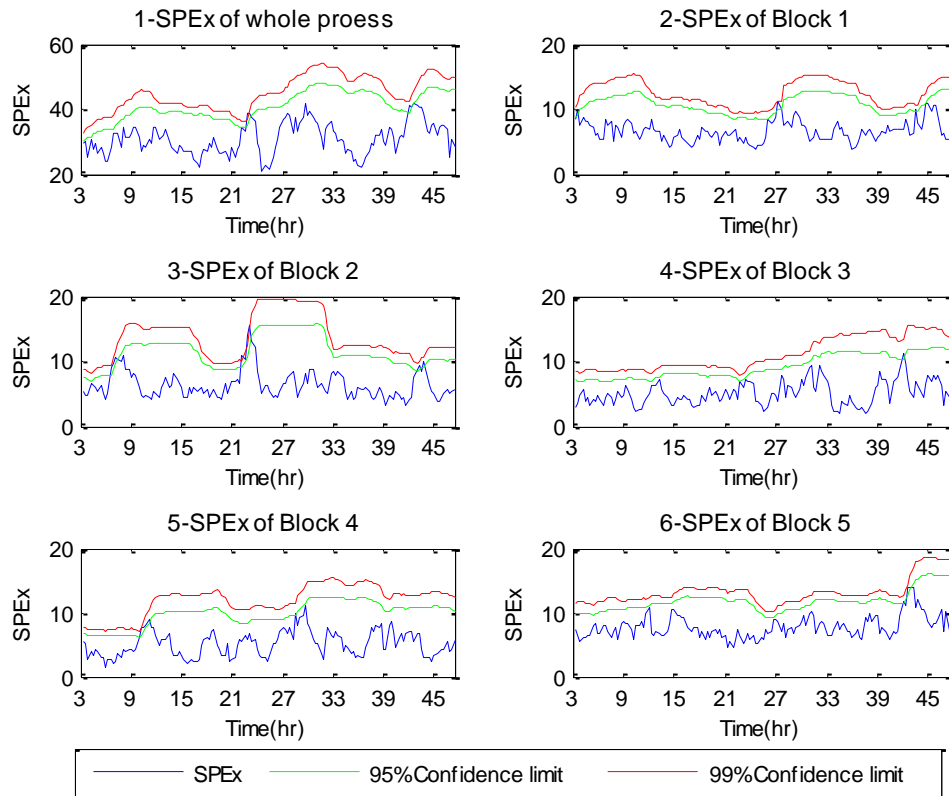 1-SPEx of whole proess
60
40
20
SPEx
3 9 15 21 27 33 39 45
Time(hr)
2-SPEx of Block 1
20
10
0
SPEx
3 9 15 21 27 33 39 45
Time(hr)
3-SPEx of Block 2
20
10
0
SPEx
3 9 15 21 27 33 39 45
Time(hr)
4-SPEx of Block 3
20
10
0
SPEx
3 9 15 21 27 33 39 45
Time(hr)
5-SPEx of Block 4
20
10
0
SPEx
3 9 15 21 27 33 39 45
Time(hr)
6-SPEx of Block 5
20
10
0
SPEx
3 9 15 21 27 33 39 45
Time(hr)
SPEx 95%Confidence limit 99%Confidence limit